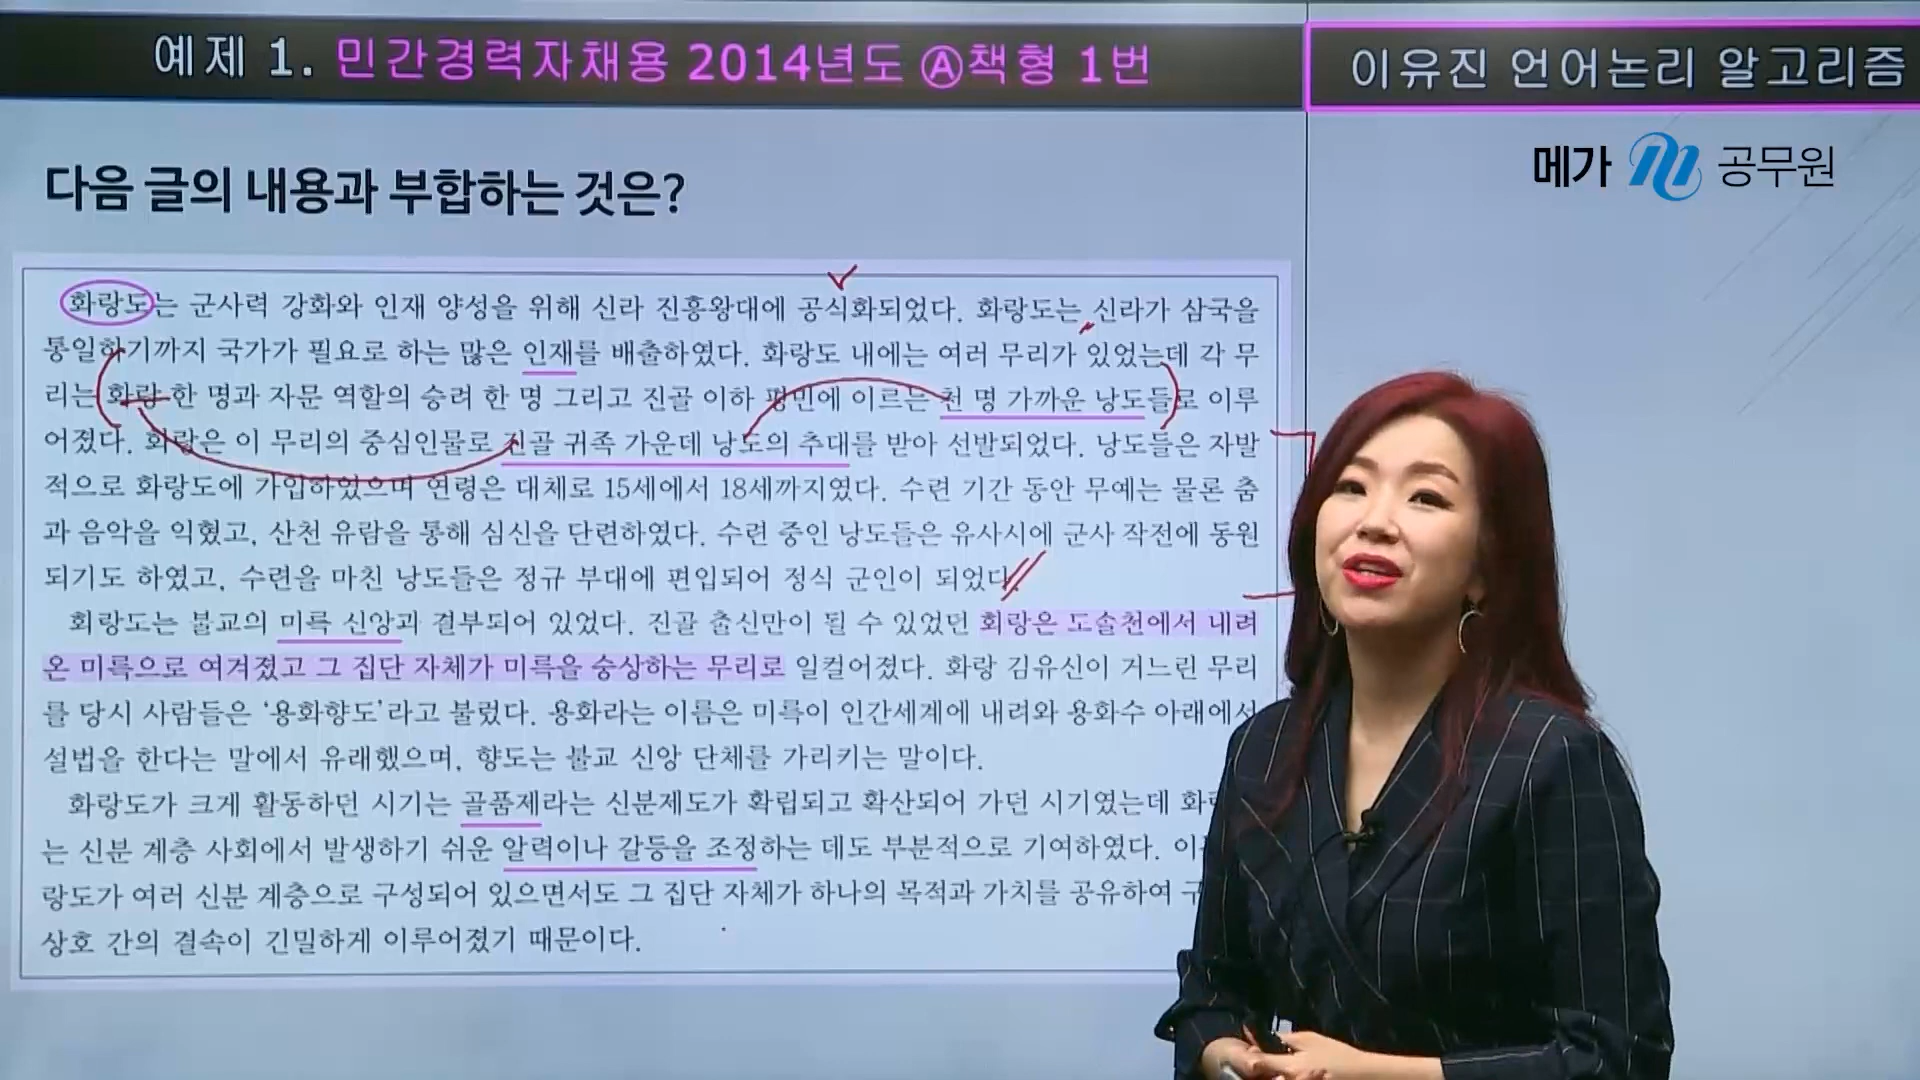 예제 1. 민간경력자채용 2014년도 Ⓐ책형 1번
이유진 언어논리 알고리즘
메가 공무원
다음 글의 내용과 부합하는 것은?
화랑도는 군사력 강화와 인재 양성을 위해 신라 진흥왕대에 공식화되었다. 화랑도는 신라가 삼국을
통일하기까지 국가가 필요로 하는 많은 인재를 배출하였다. 화랑도 내에는 여러 무리가 있었는데 각 무
리는 화랑 한 명과 자문 역할의 승려 한 명 그리고 진골 이하 평민에 이르는 천 명 가까운 낭도들로 이루
어졌다. 화랑은 이 무리의 중심인물로 진골 귀족 가운데 낭도의 추대를 받아 선발되었다. 낭도들은 자발
적으로 화랑도에 가입하였으며 연령은 대체로 15세에서 18세까지였다. 수련 기간 동안 무예는 물론 춤
과 음악을 익혔고, 산천 유람을 통해 심신을 단련하였다. 수련 중인 낭도들은 유사시에 군사 작전에 동원
되기도 하였고, 수련을 마친 낭도들은 정규 부대에 편입되어 정식 군인이 되었다.
화랑도는 불교의 미륵 신앙과 결부되어 있었다. 진골 출신만이 될 수 있었던 화랑은 도솔천에서 내려
온 미륵으로 여겨졌고 그 집단 자체가 미륵을 숭상하는 무리로 일컬어졌다. 화랑 김유신이 거느린 무리
를 당시 사람들은 ‘용화향도’라고 불렀다. 용화라는 이름은 미륵이 인간세계에 내려와 용화수 아래에서
설법을 한다는 말에서 유래했으며, 향도는 불교 신앙 단체를 가리키는 말이다.
화랑도가 크게 활동하던 시기는 골품제라는 신분제도가 확립되고 확산되어 가던 시기였는데
는 신분 계층 사회에서 발생하기 쉬운 알력이나 갈등을 조정하는 데도 부분적으로 기여하였다.
랑도가 여러 신분 계층으로 구성되어 있으면서도 그 집단 자체가 하나의 목적과 가치를 공유하여
상호 간의 결속이 긴밀하게 이루어졌기 때문이다.